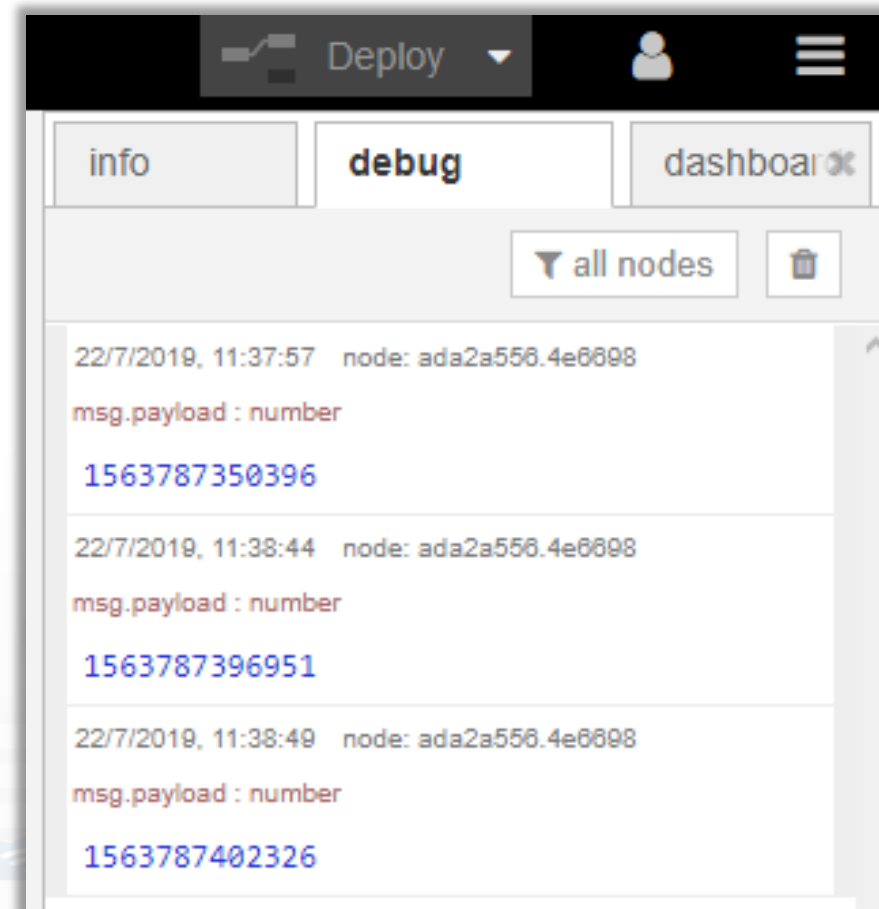 Deploy
info debug dashboar
all nodes
22/7/2019, 11:37:57 node: ada2a556.4e6698
msg.payload : number
1563787350396
22/7/2019, 11:38:44 node: ada2a556.4e6698
msg.payload : number
1563787396951
22/7/2019, 11:38:49 node: ada2a556.4e6698
msg.payload : number
1563787402326